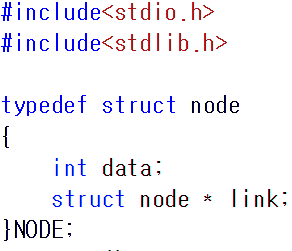 #include<stdio.h>
#include<stdlib.h>
typedef struct node
{
int data;
struct node * link;
}NODE;